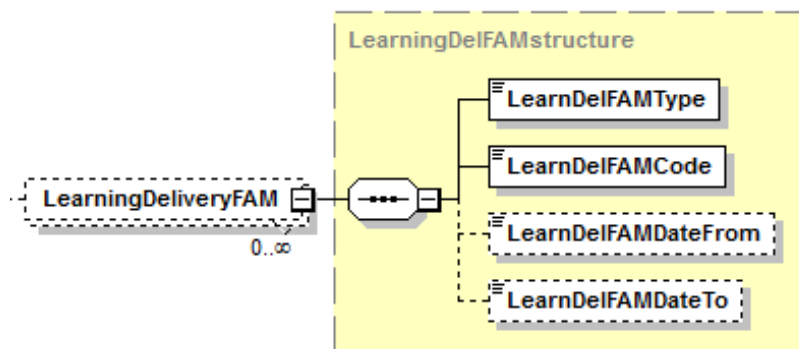 LearningDelFAMstructure
LearnDelFAMType
LearnDelFAMCode
LearningDeliveryFAM
0..∞
LearnDelFAMDateFrom
LearnDelFAMDateTo